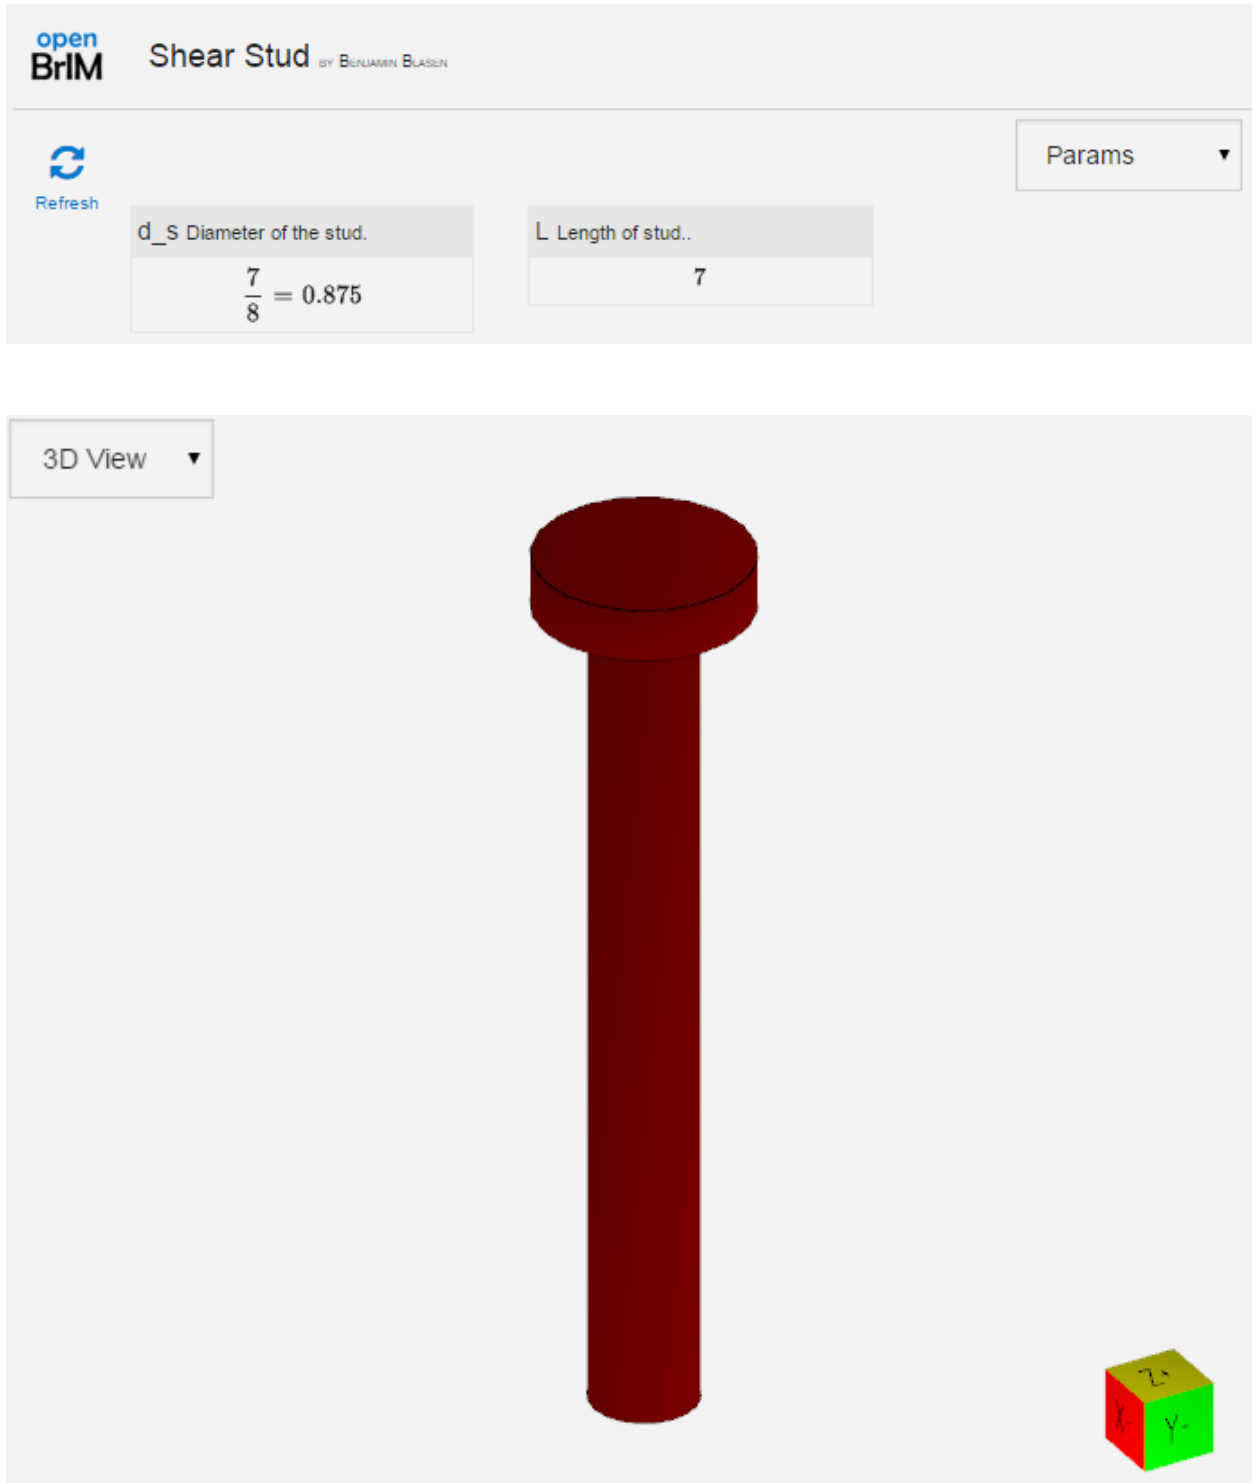 open
BrIM
Shear Stud BY BENJAMIN BLASEN
Params
Refresh
d_s Diameter of the stud.
7/8 = 0.875
L Length of stud..
7
3D View
Z+
X-
Y-